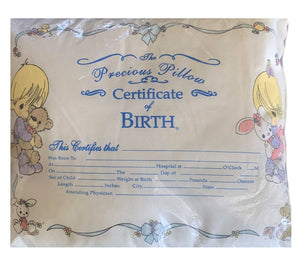 The
Precious Pillow
Certificate
of
BIRTH
This Certifies that
Was Born To
At Hospital at O'Clock M
On The Day of
Sex of Child Weight at Birth Pounds Ounces
Length Inches City State
Attending Physician